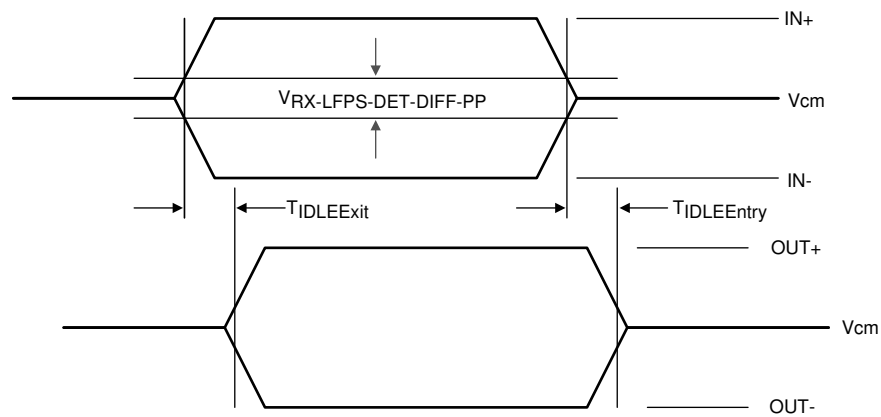 IN+
VRX-LFPS-DET-DIFF-PP
Vcm
IN-
TIDLEExit
TIDLEEntry
OUT+
Vcm
OUT-